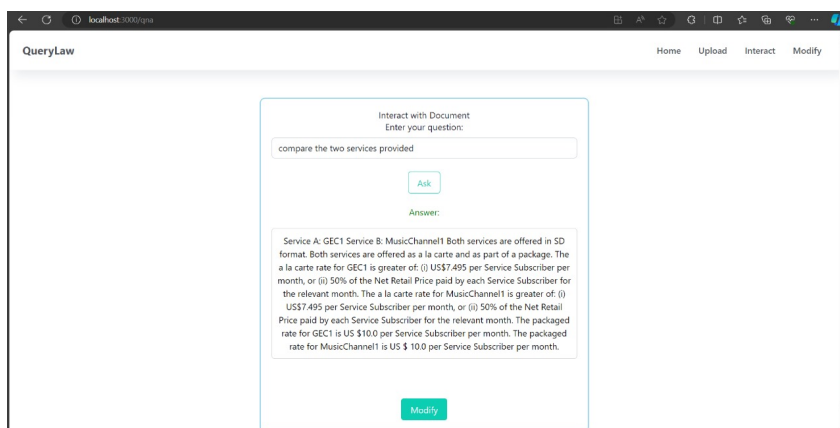 localhost:3000/qna
QueryLaw
Home Upload Interact Modify
Interact with Document
Enter your question:
compare the two services provided
Ask
Answer:
Service A: GEC1 Service B: MusicChannel1 Both services are offered in SD
format. Both services are offered as a la carte and as part of a package. The
a la carte rate for GEC1 is greater of: (i) US$7.495 per Service Subscriber per
month, or (ii) 50% of the Net Retail Price paid by each Service Subscriber for
the relevant month. The a la carte rate for MusicChannel1 is greater of: (i)
US$7.495 per Service Subscriber per month, or (ii) 50% of the Net Retail
Price paid by each Service Subscriber for the relevant month. The packaged
rate for GEC1 is US $10.0 per Service Subscriber per month. The packaged
rate for MusicChannel1 is US $ 10.0 per Service Subscriber per month.
Modify